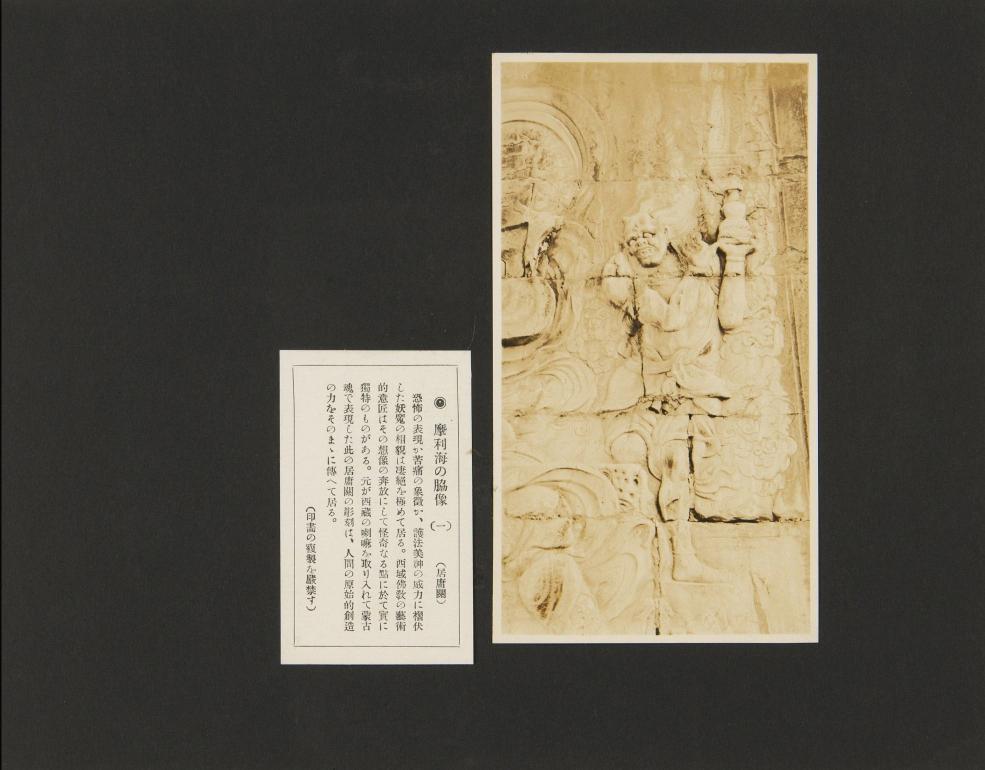 ◉ 摩利海の脇像 (一) (居庸關)
恐怖の表現か苦痛の象徴か、護法美神の威力に慴伏
した妖魔の相貌は凄絕を極めて居る。西域佛敎の藝術
的意匠はその想像の奔放にして怪奇なる點に於て實に
獨特のものがある。元が西藏の喇嘛を取り入れて蒙古
魂で表現した此の居庸關の彫刻は、人間の原始的創造
の力をそのまゝに傳へて居る。
(印畵の複製を嚴禁す)